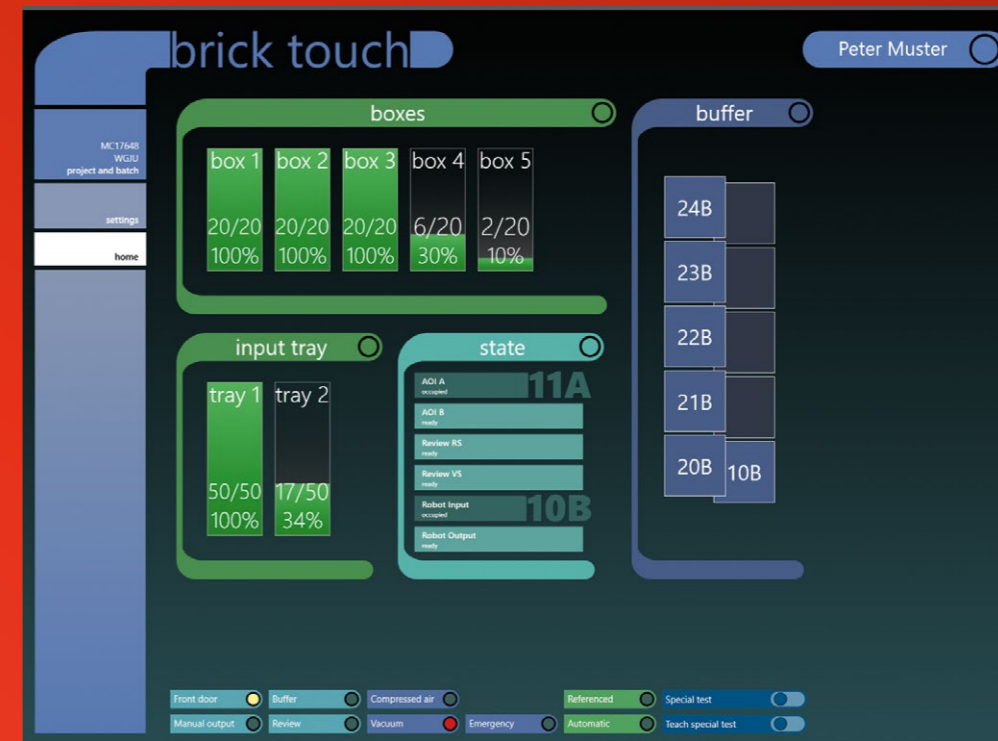 brick touch
Peter Muster
MC17648
WGJU
project and batch
settings
home
boxes
box 1 box 2 box 3 box 4 box 5
20/20 20/20 20/20 6/20 2/20
100% 100% 100% 30% 10%
input tray
tray 1 tray 2
50/50 17/50
100% 34%
state
AOI A
occupied
11A
AOI B
ready
Review RS
ready
Review VS
ready
Robot Input
occupied
10B
Robot Output
ready
buffer
24B
23B
22B
21B
20B 10B
Front door Buffer Compressed air Referenced Special test
Manual output Review Vacuum Emergency Automatic Teach special test